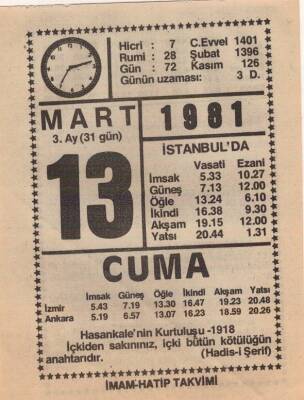 Hicri : 7 C.Evvel 1401
Rumi : 28 Şubat 1396
Gün : 72 Kasım 126
Günün uzaması: 3 D.
MART
3. Ay (31 gün)
13
1981
İSTANBUL'DA
Vasati Ezani
İmsak 5.33 10.27
Güneş 7.13 12.00
Öğle 13.24 6.10
İkindi 16.38 9.30
Akşam 19.15 12.00
Yatsı 20.44 1.31
CUMA
İmsak Güneş Öğle İkindi Akşam Yatsı
İzmir 5.43 7.19 13.30 16.47 19.23 20.48
Ankara 5.19 6.57 13.07 16.23 18.59 20.26
Hasankale'nin Kurtuluşu -1918
İçkiden sakınınız, içki bütün kötülüğün
anahtarıdır. (Hadis-i Şerif)
İMAM-HATİP TAKVİMİ